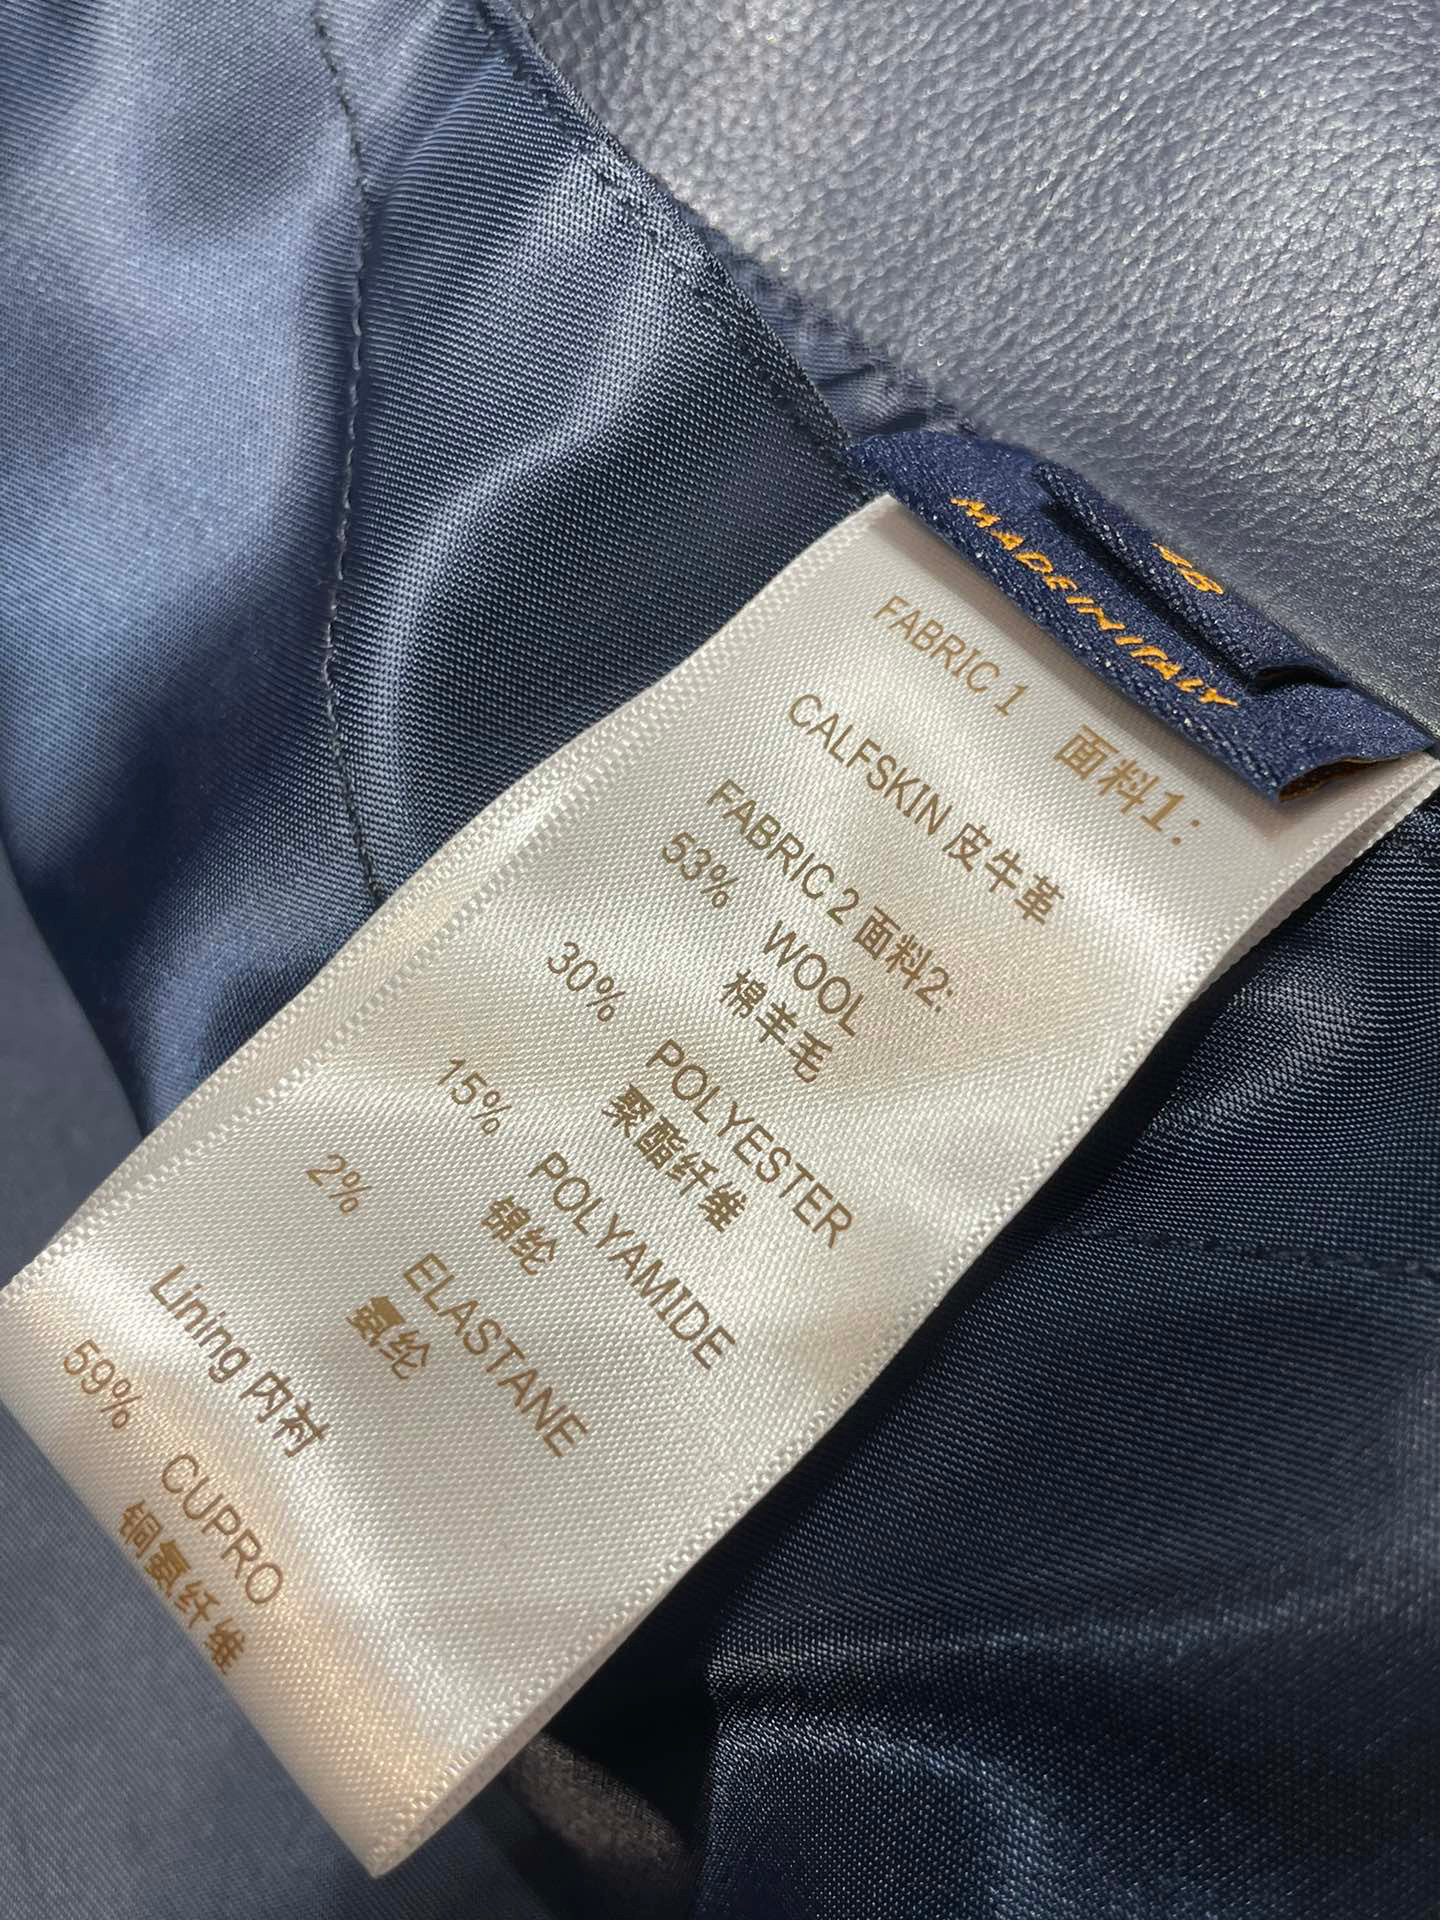 MADE IN ITALY
FABRIC 1 面料1:
CALFSKIN 皮牛革
FABRIC 2 面料2:
53% WOOL
棉羊毛
30% POLYESTER
聚酯纤维
15% POLYAMIDE
锦纶
2% ELASTANE
氨纶
Lining 内衬
59% CUPRO
铜氨纤维